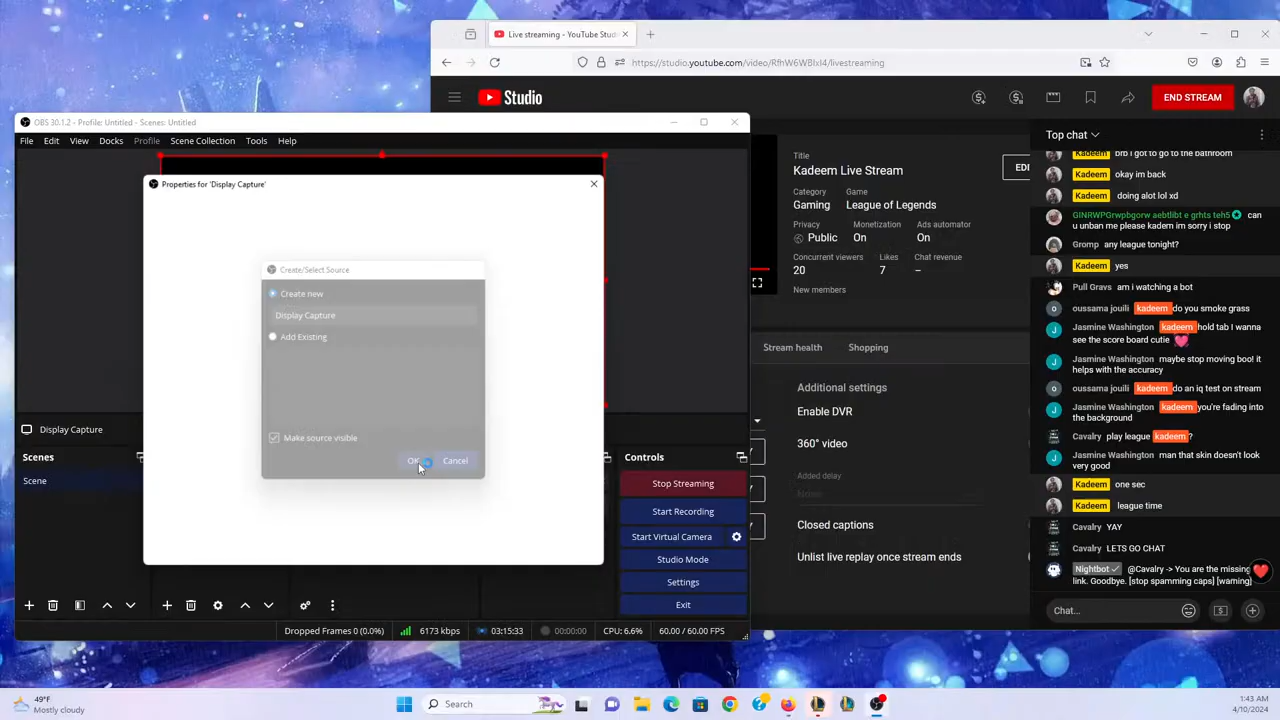 Live streaming - YouTube Stud
https://studio.youtube.com/video/RfhW6WBlxI4/livestreaming
Studio
END STREAM
OBS 30.1.2 - Profile: Untitled - Scenes: Untitled
File Edit View Docks Profile Scene Collection Tools Help
Properties for 'Display Capture'
Create/Select Source
Create new
Display Capture
Add Existing
Make source visible
OK Cancel
Display Capture
Scenes
Scene
Controls
Stop Streaming
Start Recording
Start Virtual Camera
Studio Mode
Settings
Exit
Dropped Frames 0 (0.0%) 6173 kbps 03:15:33 00:00:00 CPU: 6.6% 60.00 / 60.00 FPS
Title
Kadeem Live Stream
EDI
Category Game
Gaming League of Legends
Privacy Monetization Ads automator
Public On On
Concurrent viewers Likes Chat revenue
20 7 –
New members
Stream health Shopping
Additional settings
Enable DVR
360° video
Added delay
None
Closed captions
Unlist live replay once stream ends
Top chat
Kadeem brb i got to go to the bathroom
Kadeem okay im back
Kadeem doing alot lol xd
GINRWPGrwpbgorw aebtlibt e grhts teh5 can
u unban me please kadem im sorry i stop
Gromp any league tonight?
Kadeem yes
Pull Gravs am i watching a bot
oussama jouili kadeem do you smoke grass
Jasmine Washington kadeem hold tab I wanna
see the score board cutie
Jasmine Washington maybe stop moving boo! it
helps with the accuracy
oussama jouili kadeem do an iq test on stream
Jasmine Washington kadeem you're fading into
the background
Cavalry play league kadeem ?
Jasmine Washington man that skin doesn't look
very good
Kadeem one sec
Kadeem league time
Cavalry YAY
Cavalry LETS GO CHAT
Nightbot @Cavalry -> You are the missing
link. Goodbye. [stop spamming caps] [warning]
Chat...
49°F
Mostly cloudy
Search
1:43 AM
4/10/2024